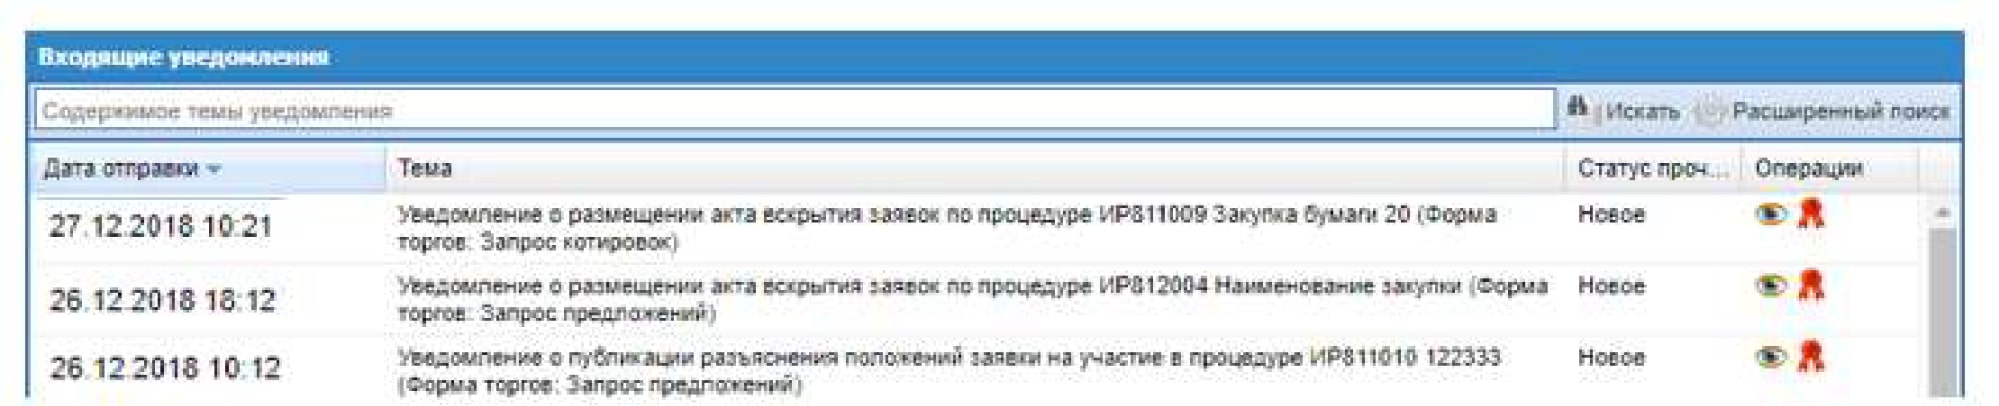 Входящие уведомления
Содержимое темы уведомления Искать Расширенный поиск
Дата отправки Тема Статус проч... Операции
27.12.2018 10:21 Уведомление о размещении акта вскрытия заявок по процедуре ИР811009 Закупка бумаги 20 (Форма Новое
торгов: Запрос котировок)
26.12.2018 18:12 Уведомление о размещении акта вскрытия заявок по процедуре ИР812004 Наименование закупки (Форма Новое
торгов: Запрос предложений)
26.12.2018 10:12 Уведомление о публикации разъяснения положений заявки на участие в процедуре ИР811010 122333 Новое
(Форма торгов: Запрос предложений)